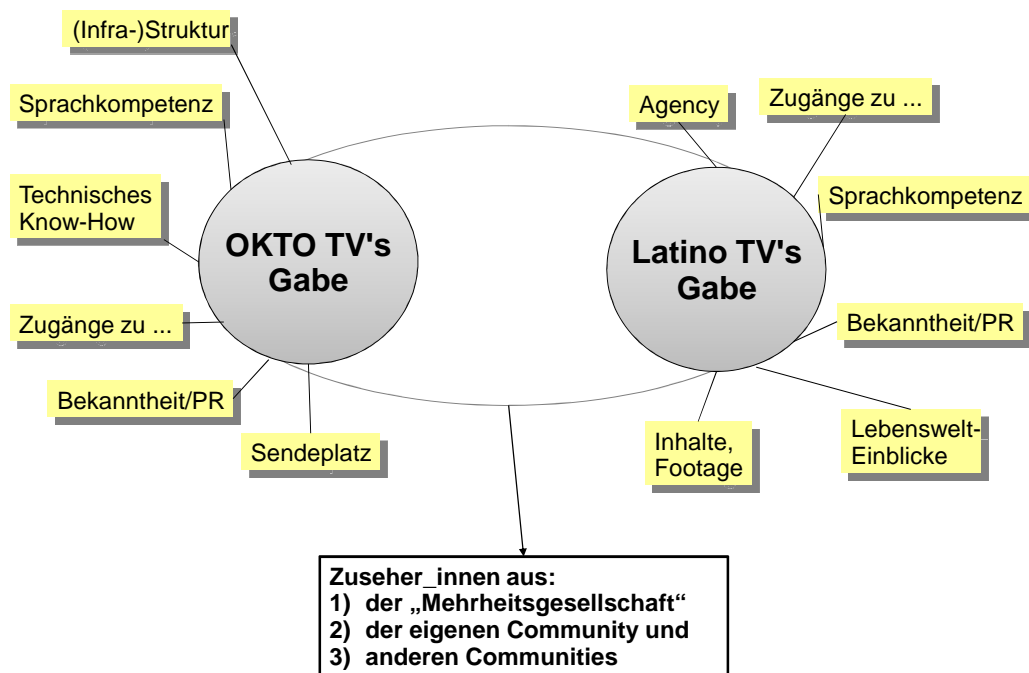 (Infra-)Struktur
Sprachkompetenz
Technisches
Know-How
Zugänge zu ...
Bekanntheit/PR
Sendeplatz
OKTO TV's
Gabe
Agency
Zugänge zu ...
Sprachkompetenz
Latino TV's
Gabe
Bekanntheit/PR
Lebenswelt-
Einblicke
Inhalte,
Footage
Zuseher_innen aus:
1) der „Mehrheitsgesellschaft“
2) der eigenen Community und
3) anderen Communities